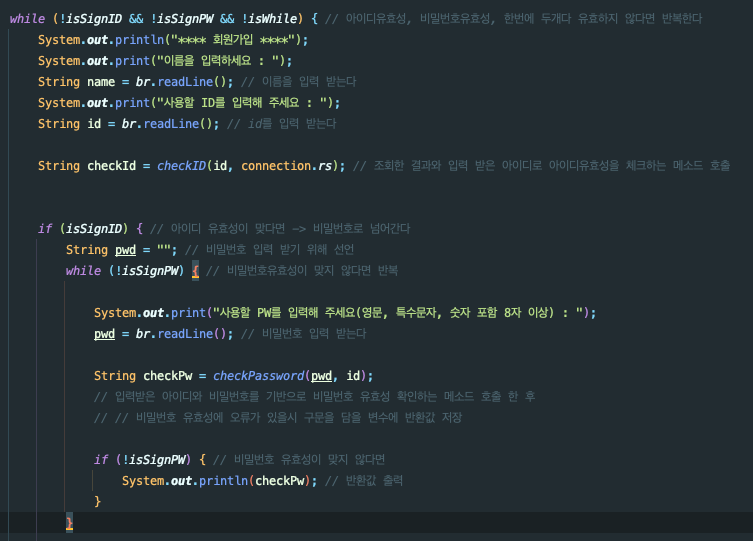 while (!isSignID && !isSignPW && !isWhile) { // 아이디유효성, 비밀번호유효성, 한번에 두개다 유효하지 않다면 반복한다
System.out.println("**** 회원가입 ****");
System.out.print("이름을 입력하세요 : ");
String name = br.readLine(); // 이름을 입력 받는다
System.out.print("사용할 ID를 입력해 주세요 : ");
String id = br.readLine(); // id를 입력 받는다
String checkId = checkID(id, connection.rs); // 조회한 결과와 입력 받은 아이디로 아이디유효성을 체크하는 메소드 호출
if (isSignID) { // 아이디 유효성이 맞다면 -> 비밀번호로 넘어간다
String pwd = ""; // 비밀번호 입력 받기 위해 선언
while (!isSignPW) { // 비밀번호유효성이 맞지 않다면 반복
System.out.print("사용할 PW를 입력해 주세요(영문, 특수문자, 숫자 포함 8자 이상) : ");
pwd = br.readLine(); // 비밀번호 입력 받는다
String checkPw = checkPassword(pwd, id);
// 입력받은 아이디와 비밀번호를 기반으로 비밀번호 유효성 확인하는 메소드 호출 한 후
// // 비밀번호 유효성에 오류가 있을시 구문을 담을 변수에 반환값 저장
if (!isSignPW) { // 비밀번호 유효성이 맞지 않다면
System.out.println(checkPw); // 반환값 출력
}
}